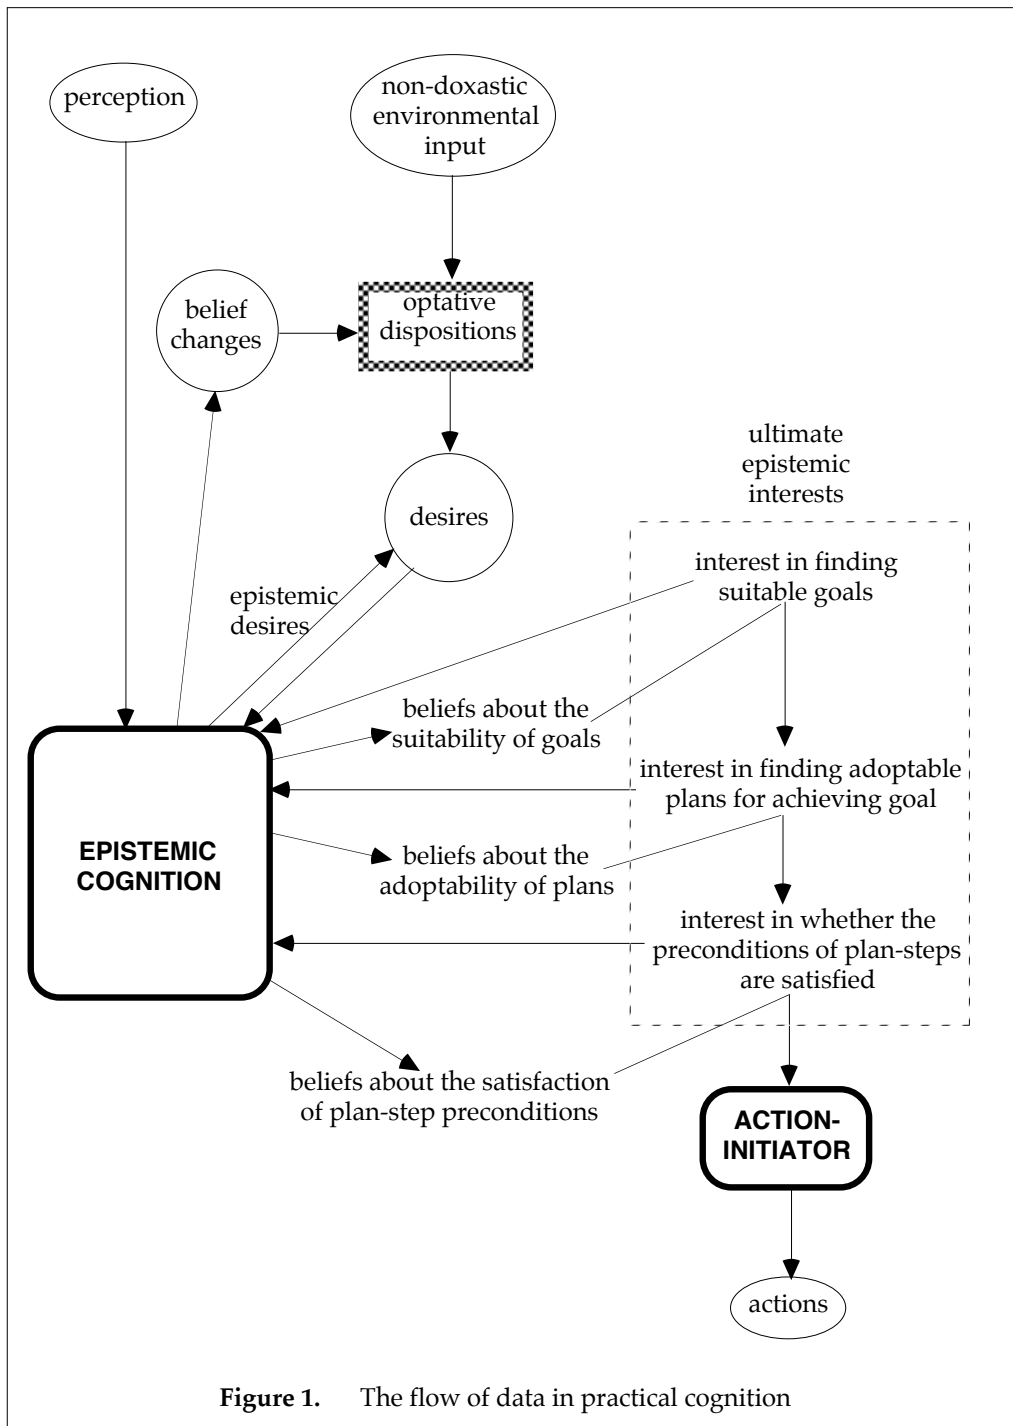 perception
non-doxastic
environmental
input
belief
changes
optative
dispositions
desires
ultimate
epistemic
interests
epistemic
desires
interest in finding
suitable goals
beliefs about the
suitability of goals
interest in finding adoptable
plans for achieving goal
EPISTEMIC
COGNITION
beliefs about the
adoptability of plans
interest in whether the
preconditions of plan-steps
are satisfied
beliefs about the satisfaction
of plan-step preconditions
ACTION-
INITIATOR
actions
Figure 1. The flow of data in practical cognition